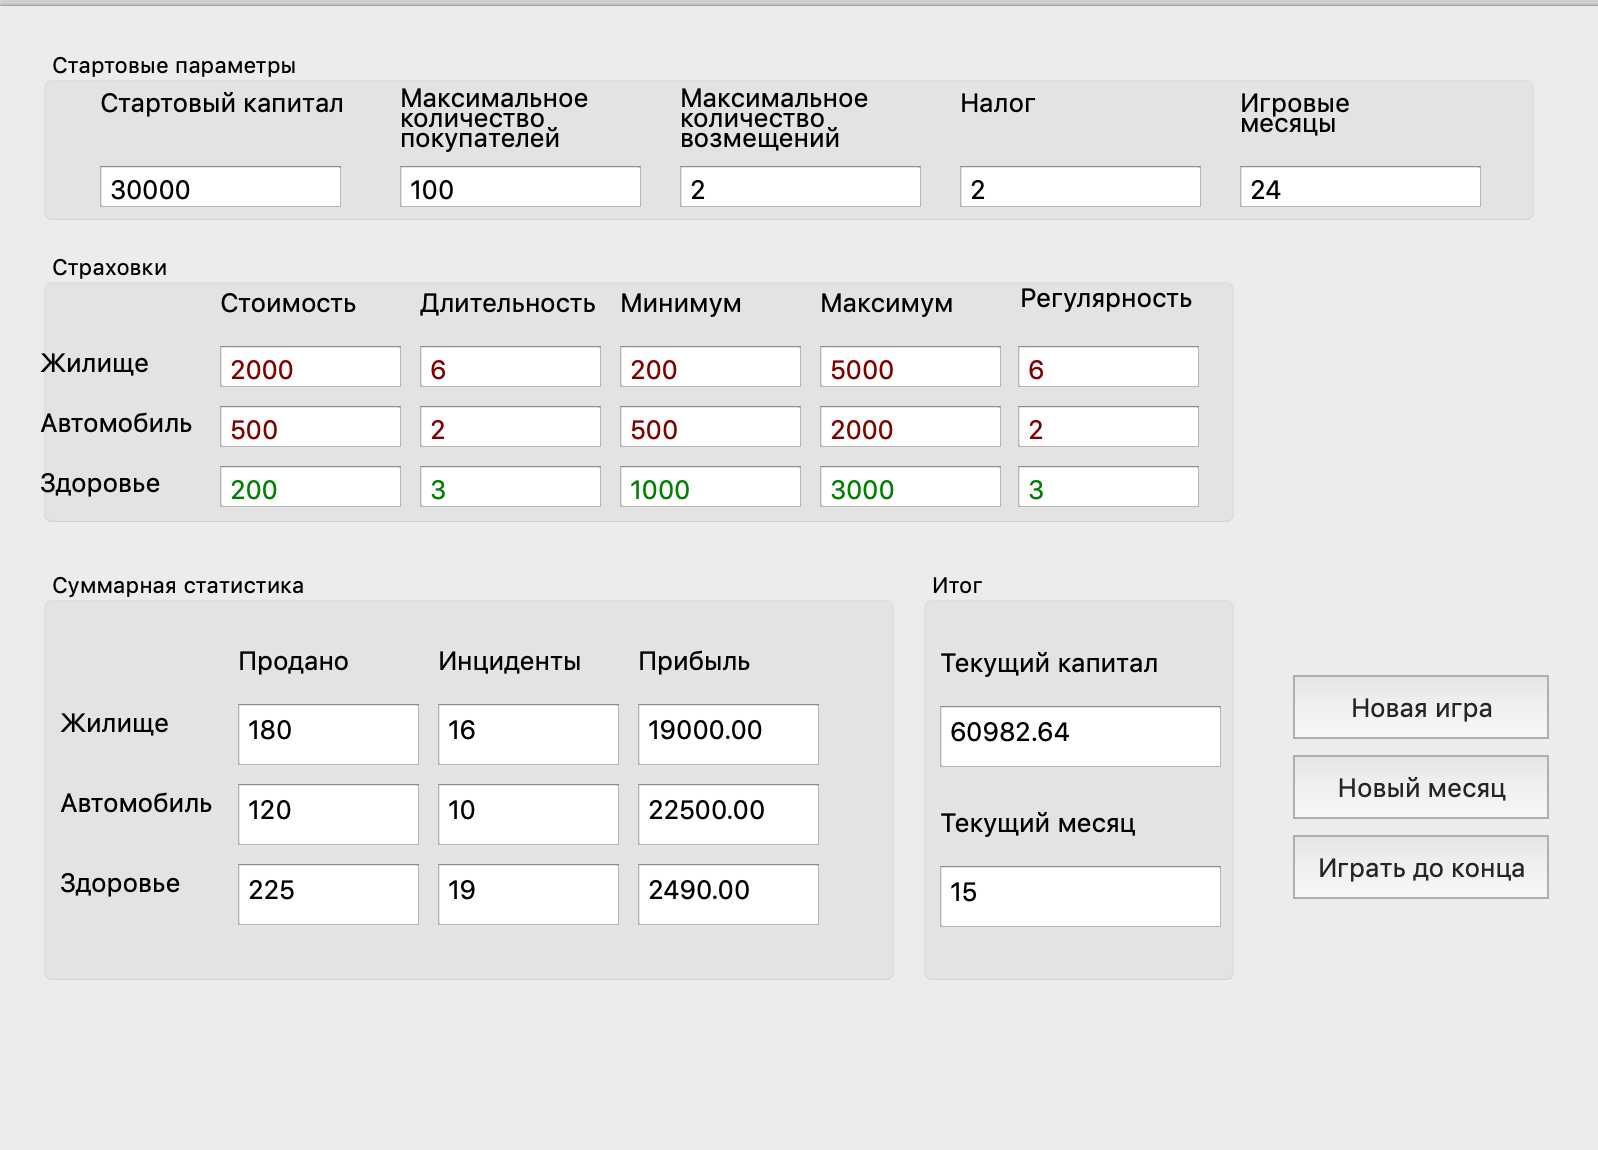 Стартовые параметры
Стартовый капитал
Максимальное
количество
покупателей
Максимальное
количество
возмещений
Налог
Игровые
месяцы
30000
100
2
2
24
Страховки
Стоимость
Длительность
Минимум
Максимум
Регулярность
Жилище
2000
6
200
5000
6
Автомобиль
500
2
500
2000
2
Здоровье
200
3
1000
3000
3
Суммарная статистика
Продано
Инциденты
Прибыль
Жилище
180
16
19000.00
Автомобиль
120
10
22500.00
Здоровье
225
19
2490.00
Итог
Текущий капитал
60982.64
Текущий месяц
15
Новая игра
Новый месяц
Играть до конца